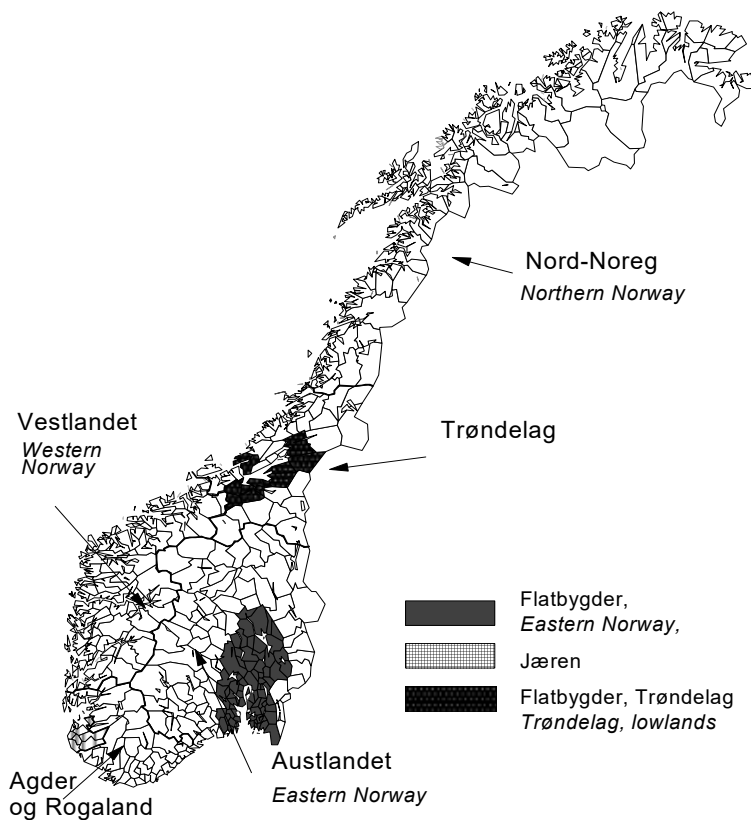 Nord-Noreg
Northern Norway
Vestlandet
Western
Norway
Trøndelag
Flatbygder,
Eastern Norway,
Jæren
Flatbygder, Trøndelag
Trøndelag, lowlands
Austlandet
Eastern Norway
Agder
og Rogaland